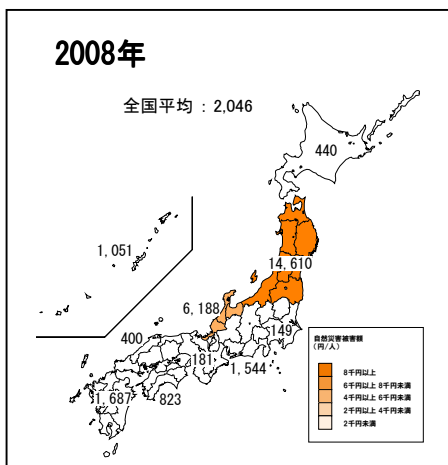 2008年
全国平均 : 2,046
440
1,051
14,610
6,188
149
400
181
1,544
1,687
823
自然災害被害額
(円/人)
8千円以上
6千円以上 8千円未満
4千円以上 6千円未満
2千円以上 4千円未満
2千円未満